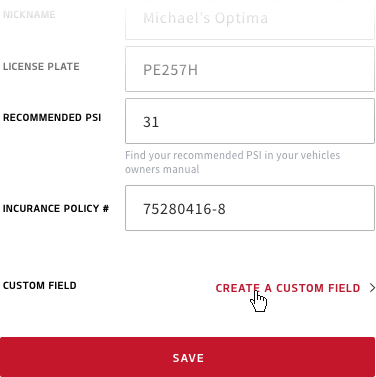 NICKNAME
Michael's Optima
LICENSE PLATE
PE257H
RECOMMENDED PSI
31
Find your recommended PSI in your vehicles
owners manual
INCURANCE POLICY #
75280416-8
CUSTOM FIELD
CREATE A CUSTOM FIELD
SAVE